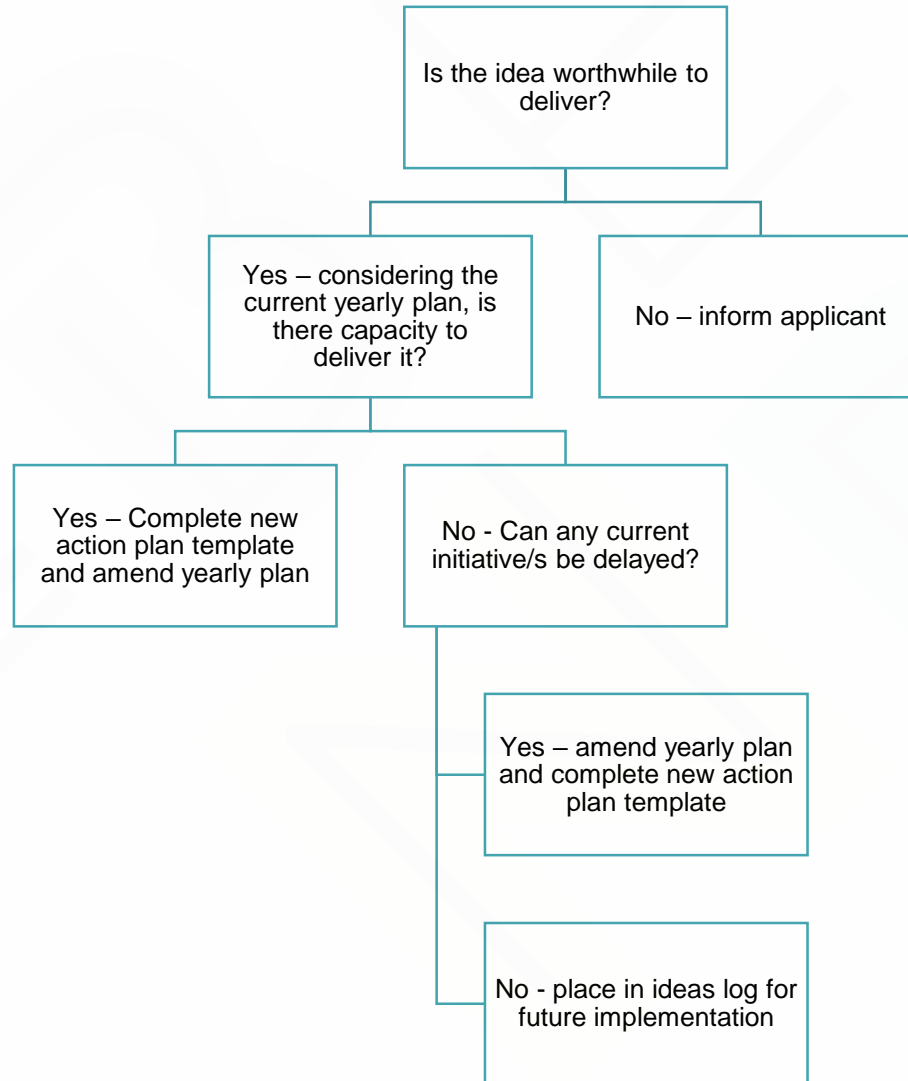 Is the idea worthwhile to
deliver?
Yes – considering the
current yearly plan, is
there capacity to
deliver it?
No – inform applicant
Yes – Complete new
action plan template
and amend yearly plan
No - Can any current
initiative/s be delayed?
Yes – amend yearly plan
and complete new action
plan template
No - place in ideas log for
future implementation